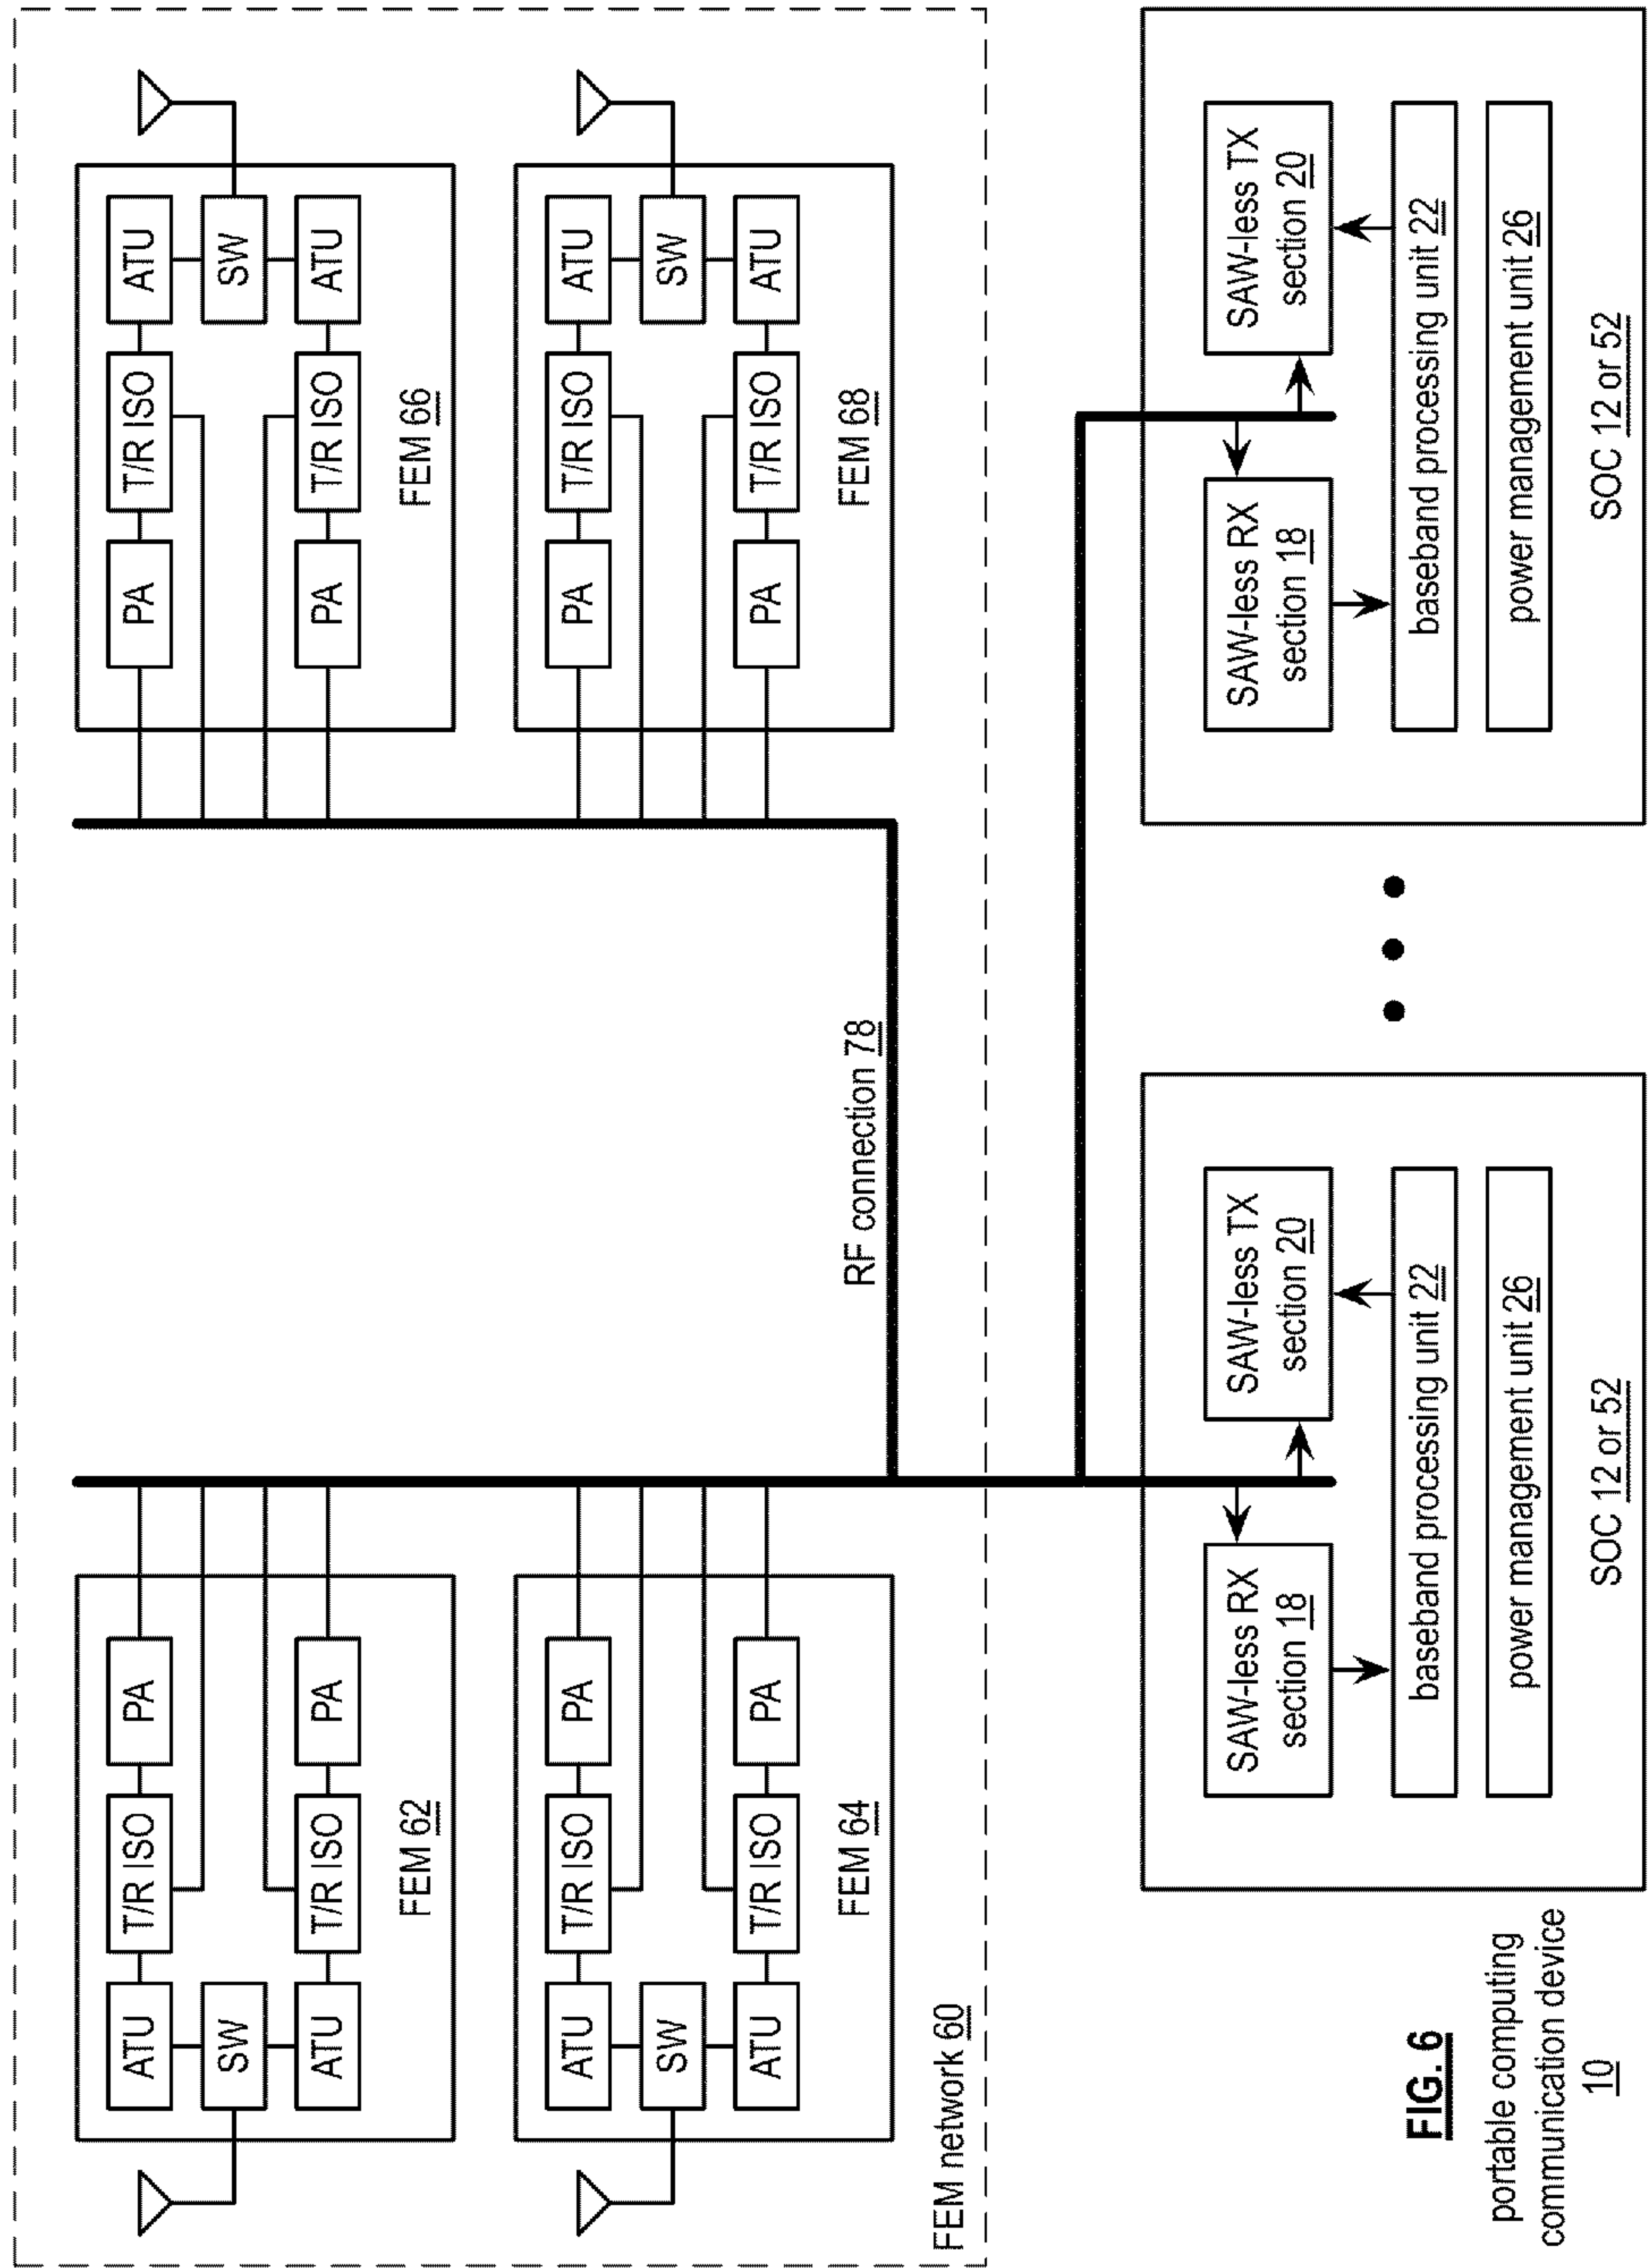 ATU
T/R ISO
PA
SW
ATU
T/R ISO
PA
FEM 62
PA
T/R ISO
ATU
SW
PA
T/R ISO
ATU
FEM 66
ATU
T/R ISO
PA
SW
ATU
T/R ISO
PA
FEM 64
PA
T/R ISO
ATU
SW
PA
T/R ISO
ATU
FEM 68
RF connection 78
FEM network 60
SAW-less RX
section 18
SAW-less TX
section 20
baseband processing unit 22
power management unit 26
SOC 12 or 52
SAW-less RX
section 18
SAW-less TX
section 20
baseband processing unit 22
power management unit 26
SOC 12 or 52
FIG. 6
portable computing
communication device
10